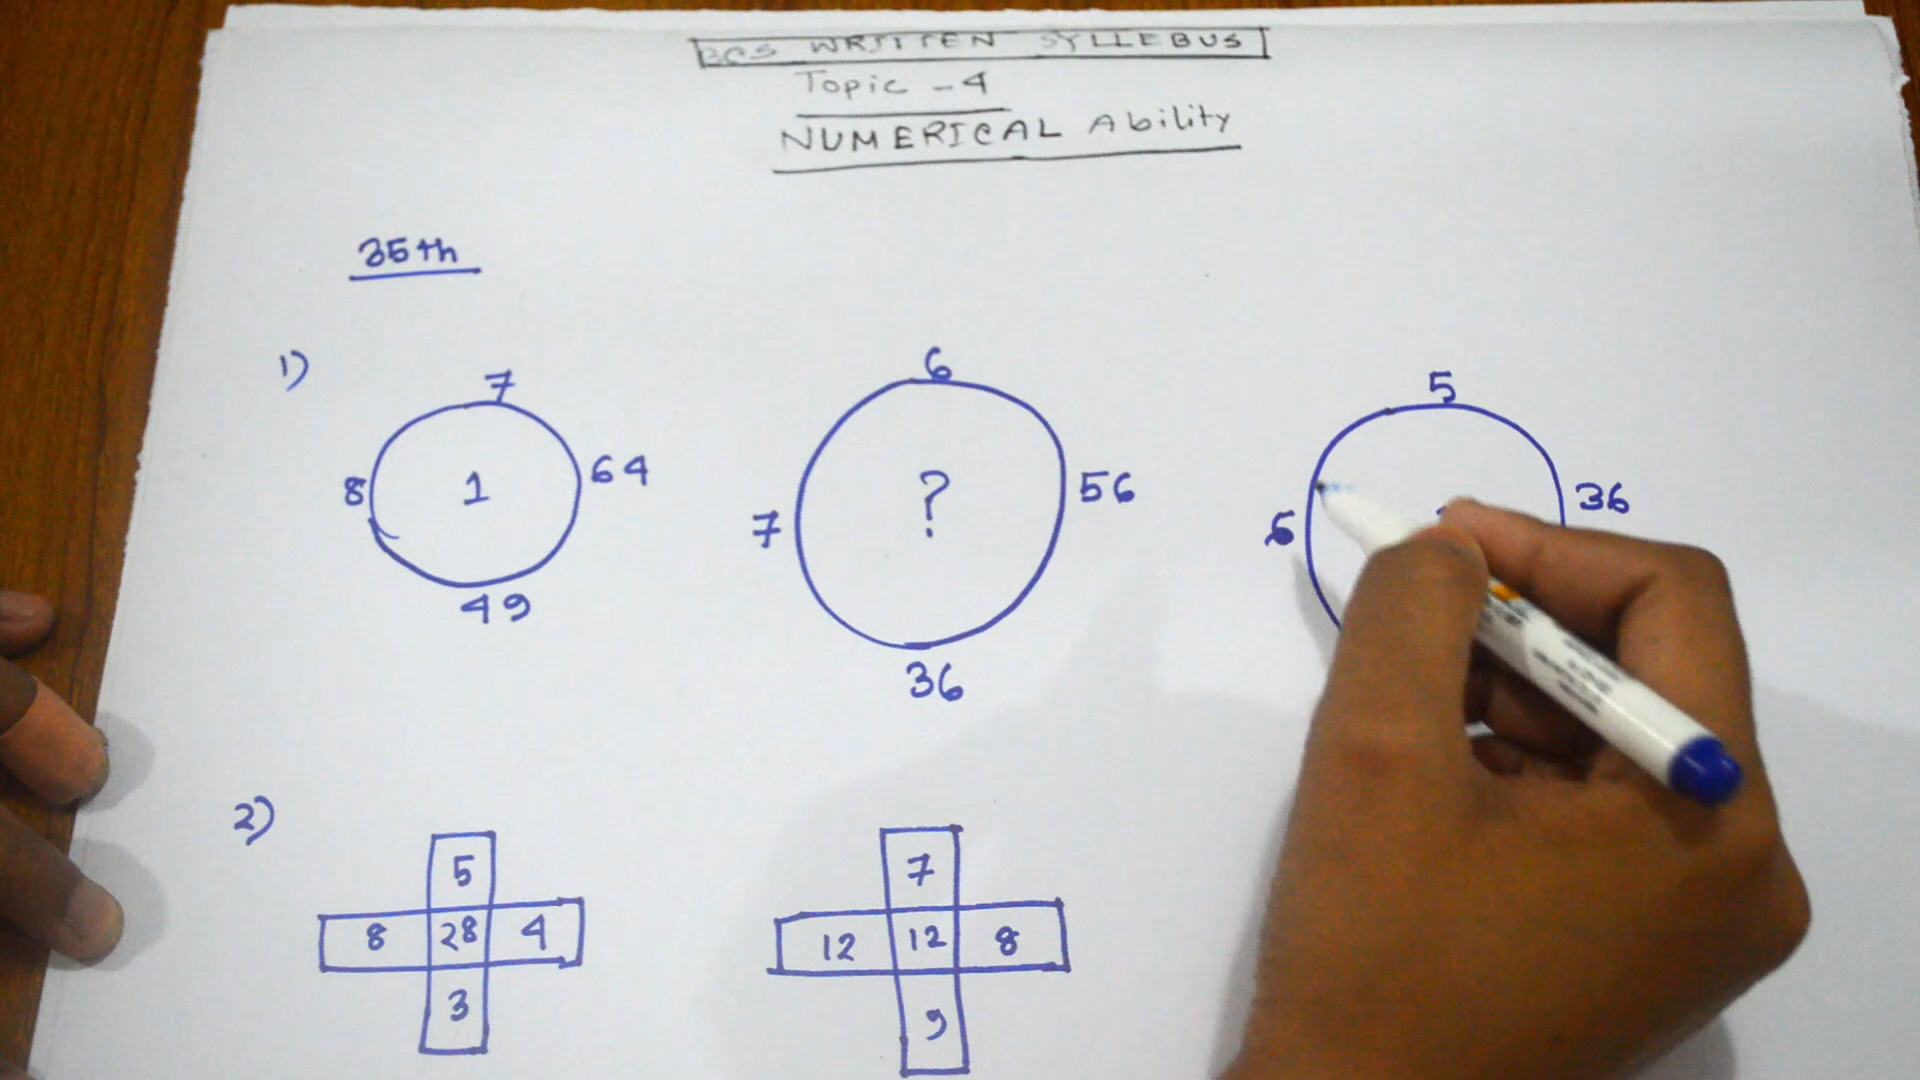 BCS WRITTEN SYLLEBUS
Topic - 4
NUMERICAL Ability
35th
1)
7
8 1 64
49
6
7 ? 56
36
5
6 36
2)
5
8 28 4
3
7
12 12 8
9